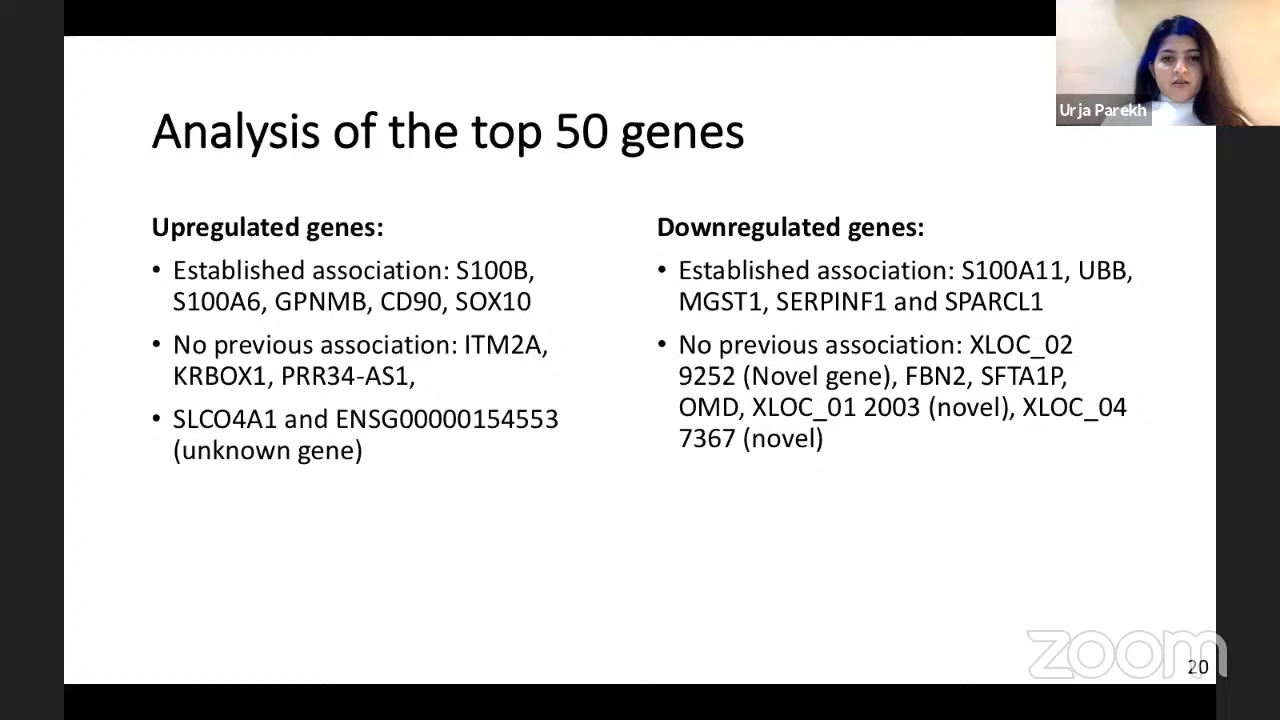 Urja Parekh
Analysis of the top 50 genes
Upregulated genes:
• Established association: S100B,
S100A6, GPNMB, CD90, SOX10
• No previous association: ITM2A,
KRBOX1, PRR34-AS1,
• SLCO4A1 and ENSG00000154553
(unknown gene)
Downregulated genes:
• Established association: S100A11, UBB,
MGST1, SERPINF1 and SPARCL1
• No previous association: XLOC_02
9252 (Novel gene), FBN2, SFTA1P,
OMD, XLOC_01 2003 (novel), XLOC_04
7367 (novel)
zoom
20